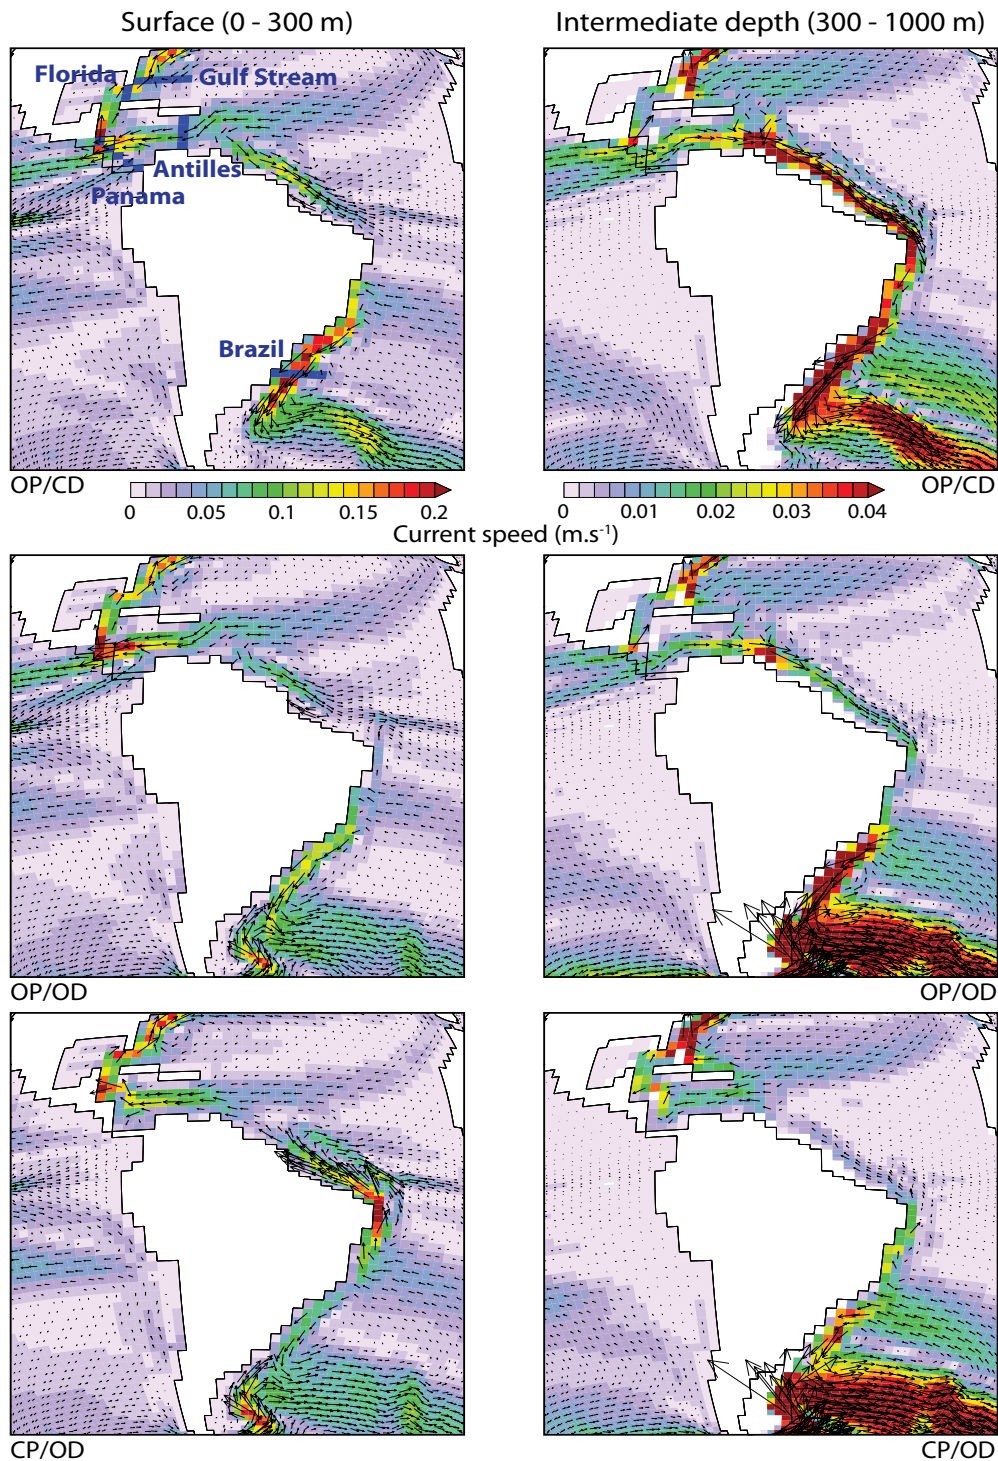 Surface (0 - 300 m)
Intermediate depth (300 - 1000 m)
Florida
Gulf Stream
Antilles
Panama
Brazil
OP/CD
OP/CD
0 0.05 0.1 0.15 0.2
0 0.01 0.02 0.03 0.04
Current speed (m.s-1)
OP/OD
OP/OD
CP/OD
CP/OD